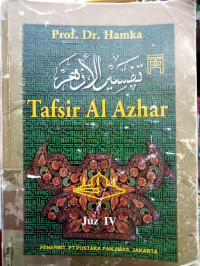 Prof. Dr. Hamka
تفسير الأزهر
Tafsir Al Azhar
Juz IV
PENERBIT PT. PUSTAKA PANJIMAS, JAKARTA